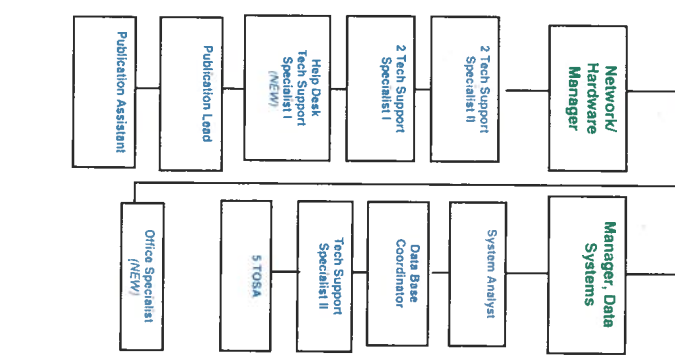 Network/
Hardware
Manager
2 Tech Support
Specialist II
2 Tech Support
Specialist I
Help Desk
Tech Support
Specialist I
(NEW)
Publication Lead
Publication Assistant
Manager, Data
Systems
System Analyst
Data Base
Coordinator
Tech Support
Specialist II
5 TOSA
Office Specialist
(NEW)